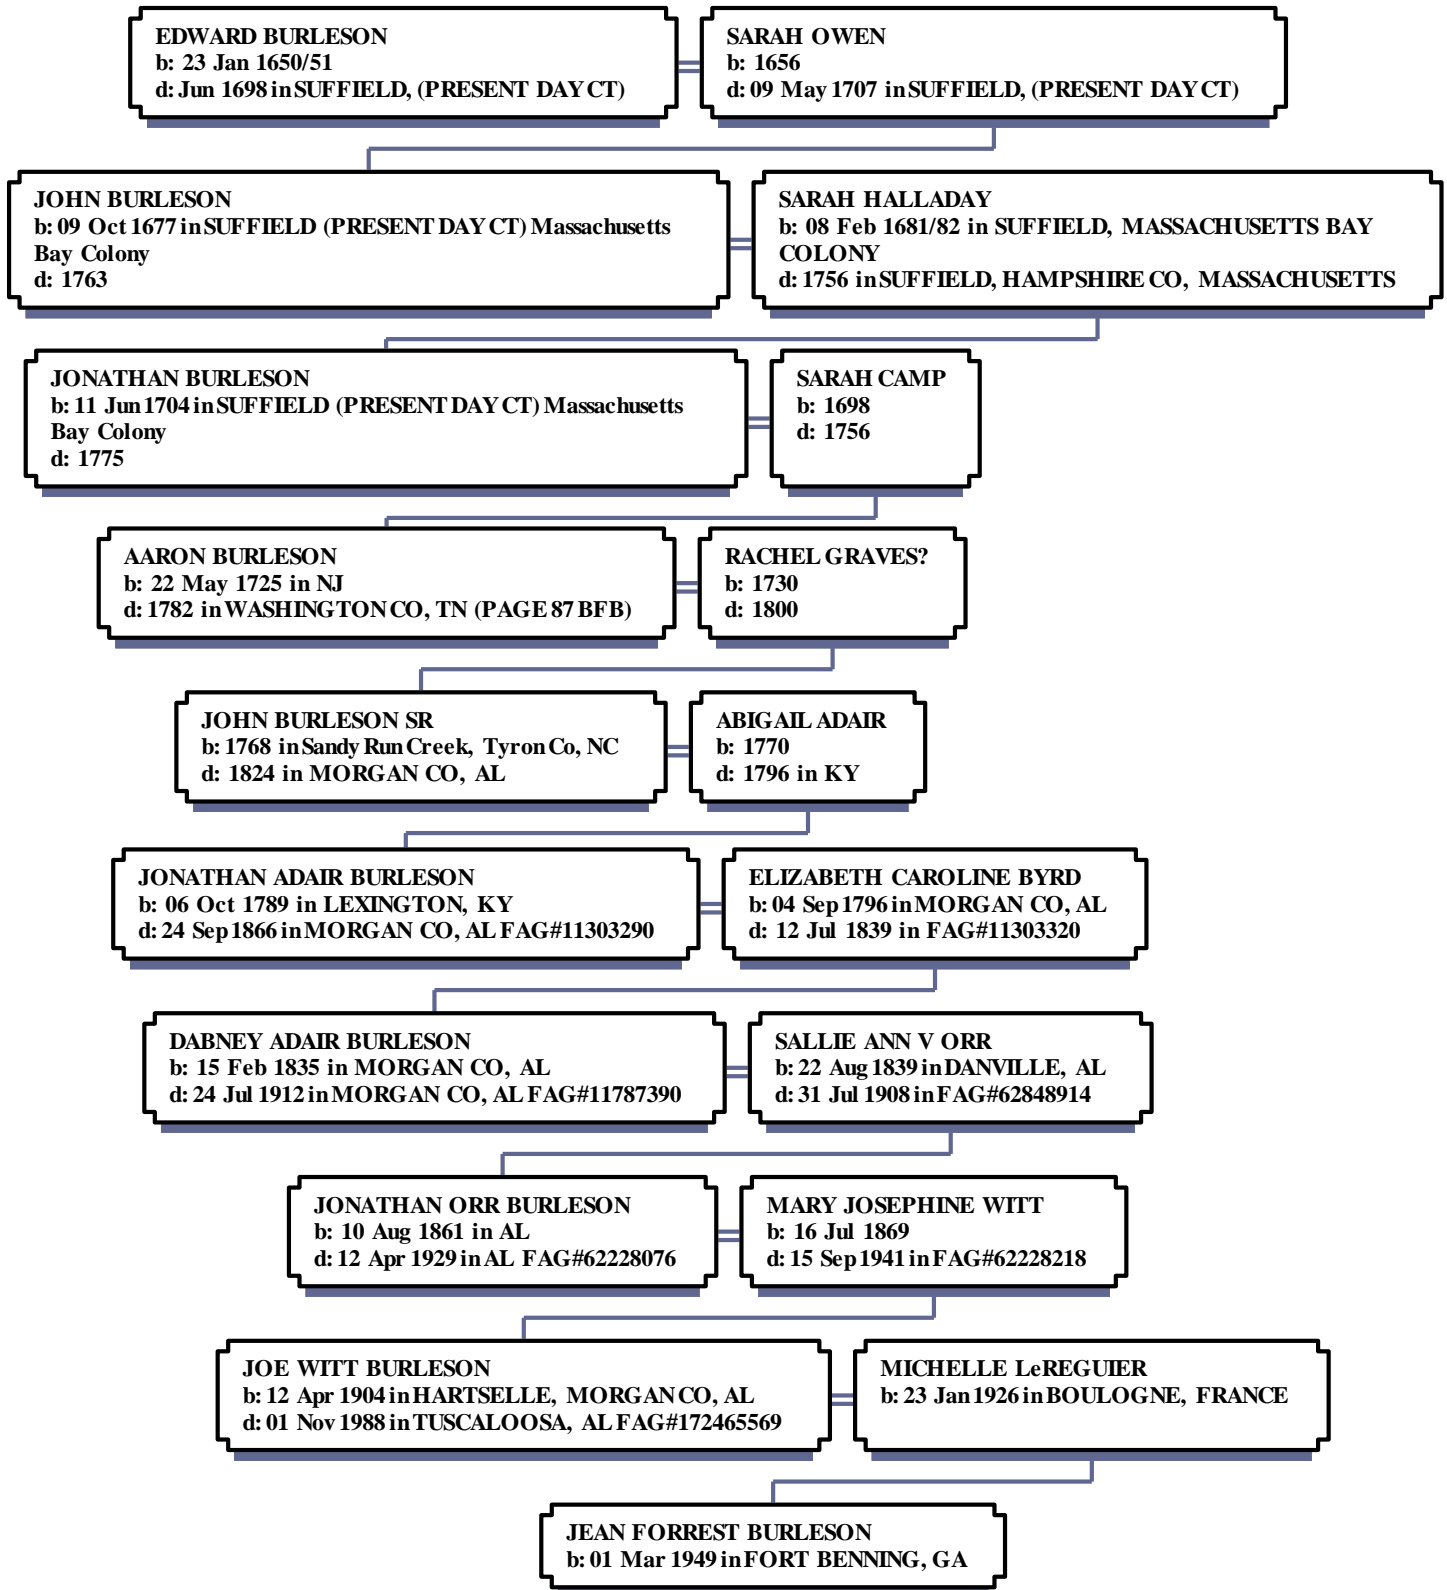 EDWARD BURLESON
b: 23 Jan 1650/51
d: Jun 1698 in SUFFIELD, (PRESENT DAY CT)
SARAH OWEN
b: 1656
d: 09 May 1707 in SUFFIELD, (PRESENT DAY CT)
JOHN BURLESON
b: 09 Oct 1677 in SUFFIELD (PRESENT DAY CT) Massachusetts
Bay Colony
d: 1763
SARAH HALLADAY
b: 08 Feb 1681/82 in SUFFIELD, MASSACHUSETTS BAY
COLONY
d: 1756 in SUFFIELD, HAMPSHIRE CO, MASSACHUSETTS
JONATHAN BURLESON
b: 11 Jun 1704 in SUFFIELD (PRESENT DAY CT) Massachusetts
Bay Colony
d: 1775
SARAH CAMP
b: 1698
d: 1756
AARON BURLESON
b: 22 May 1725 in NJ
d: 1782 in WASHINGTON CO, TN (PAGE 87 BFB)
RACHEL GRAVES?
b: 1730
d: 1800
JOHN BURLESON SR
b: 1768 in Sandy Run Creek, Tyron Co, NC
d: 1824 in MORGAN CO, AL
ABIGAIL ADAIR
b: 1770
d: 1796 in KY
JONATHAN ADAIR BURLESON
b: 06 Oct 1789 in LEXINGTON, KY
d: 24 Sep 1866 in MORGAN CO, AL FAG#11303290
ELIZABETH CAROLINE BYRD
b: 04 Sep 1796 in MORGAN CO, AL
d: 12 Jul 1839 in FAG#11303320
DABNEY ADAIR BURLESON
b: 15 Feb 1835 in MORGAN CO, AL
d: 24 Jul 1912 in MORGAN CO, AL FAG#11787390
SALLIE ANN V ORR
b: 22 Aug 1839 in DANVILLE, AL
d: 31 Jul 1908 in FAG#62848914
JONATHAN ORR BURLESON
b: 10 Aug 1861 in AL
d: 12 Apr 1929 in AL FAG#62228076
MARY JOSEPHINE WITT
b: 16 Jul 1869
d: 15 Sep 1941 in FAG#62228218
JOE WITT BURLESON
b: 12 Apr 1904 in HARTSELLE, MORGAN CO, AL
d: 01 Nov 1988 in TUSCALOOSA, AL FAG#172465569
MICHELLE LeREGUIER
b: 23 Jan 1926 in BOULOGNE, FRANCE
JEAN FORREST BURLESON
b: 01 Mar 1949 in FORT BENNING, GA